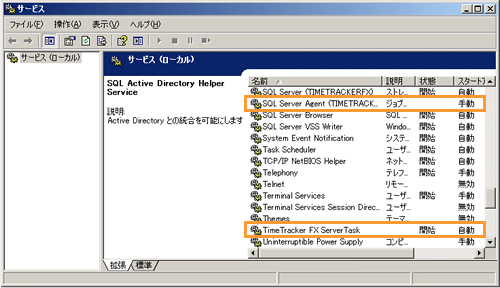 サービス
ファイル(F) 操作(A) 表示(V) ヘルプ(H)
サービス (ローカル)
サービス (ローカル)
SQL Active Directory Helper
Service
説明:
Active Directory との統合を可能にします
名前 説明 状態 スタートア
SQL Server (TIMETRACKERFX) ストレ... 開始 自動
SQL Server Agent (TIMETRACK... ジョブ... 手動
SQL Server Browser SQL ... 開始 自動
SQL Server VSS Writer Windo... 開始 自動
System Event Notification システ... 開始 自動
Task Scheduler ユーザ... 開始 自動
TCP/IP NetBIOS Helper ネット... 開始 自動
Telephony テレフ... 開始 手動
Telnet リモー... 無効
Terminal Services ユーザ... 開始 手動
Terminal Services Session Direc... ユーザ... 無効
Themes テーマ... 無効
TimeTracker FX ServerTask 開始 自動
Uninterruptible Power Supply コンピ... 手動
拡張 標準